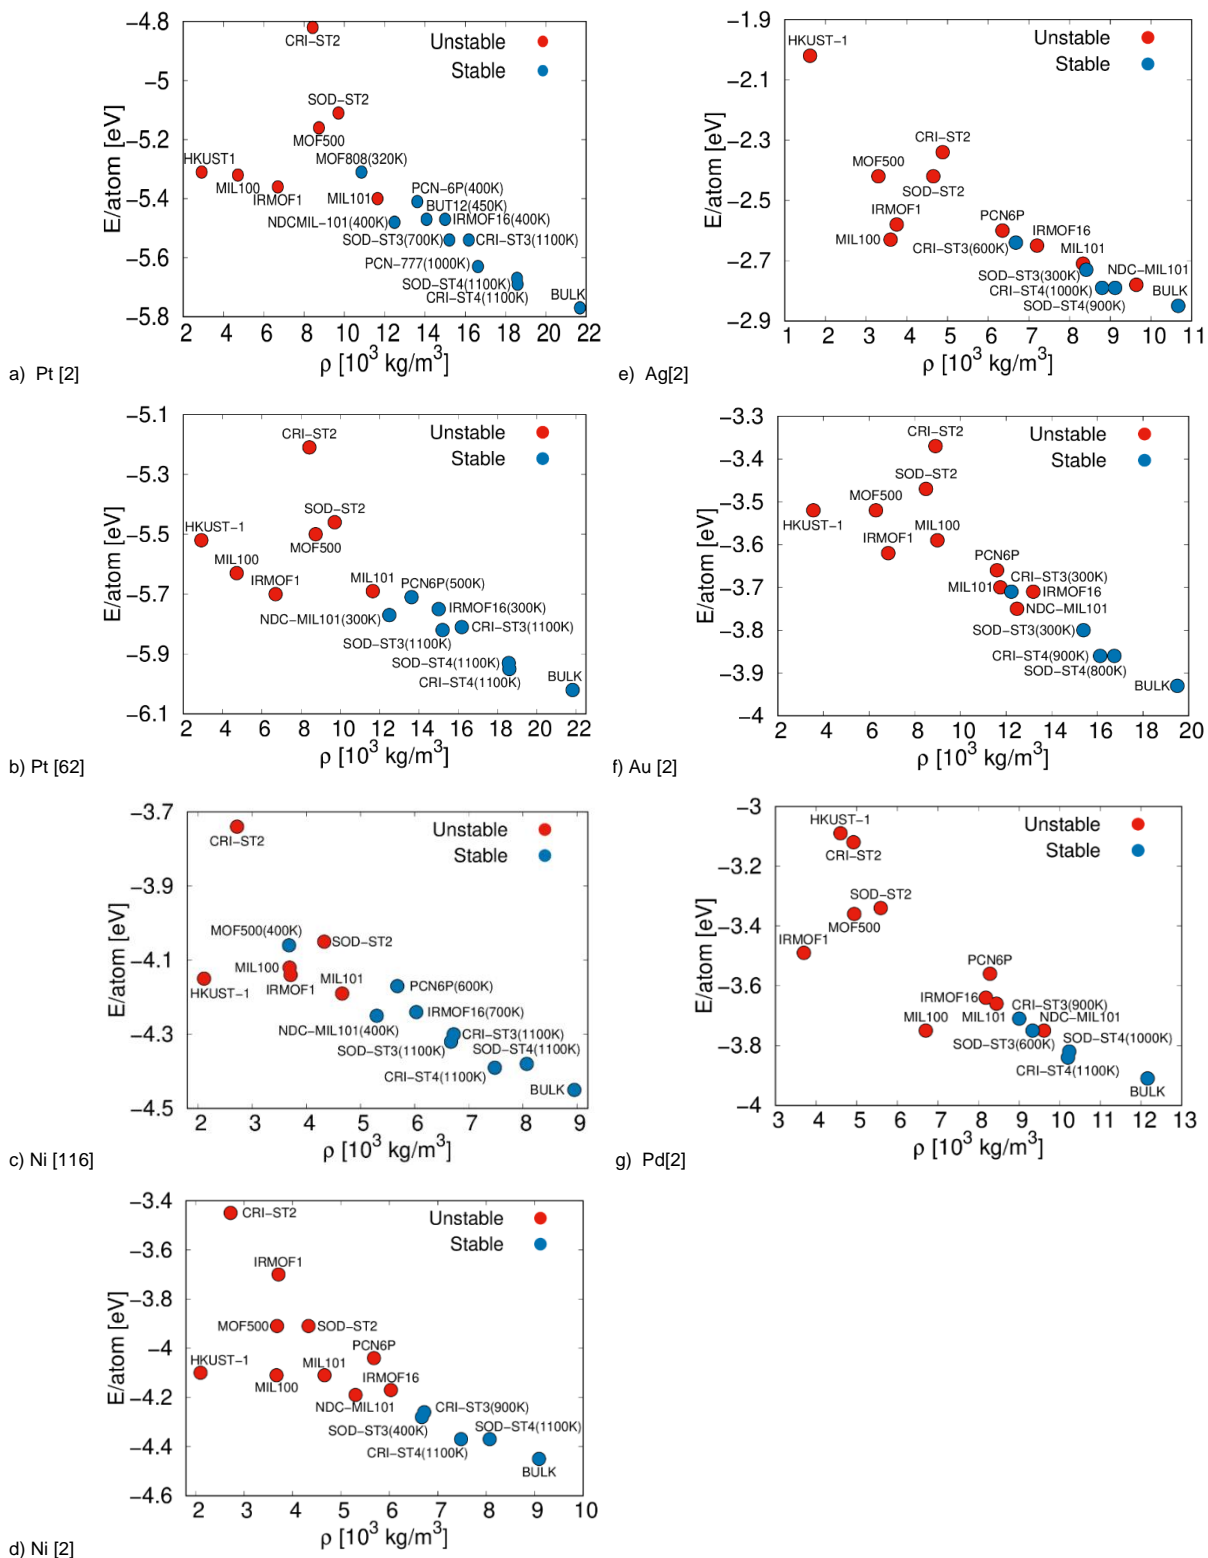 −4.8
−5
−5.2
−5.4
−5.6
−5.8
E/atom [eV]
CRI−ST2
Unstable
Stable
SOD−ST2
MOF500
MOF808(320K)
HKUST1
MIL100
IRMOF1
MIL101
PCN−6P(400K)
BUT12(450K)
NDCMIL−101(400K)
IRMOF16(400K)
SOD−ST3(700K)
CRI−ST3(1100K)
PCN−777(1000K)
SOD−ST4(1100K)
CRI−ST4(1100K)
BULK
2 4 6 8 10 12 14 16 18 20 22
ρ [10³ kg/m³]
a) Pt [2]
−1.9
−2.1
−2.3
−2.5
−2.7
−2.9
E/atom [eV]
HKUST−1
Unstable
Stable
CRI−ST2
MOF500
SOD−ST2
IRMOF1
MIL100
PCN6P
IRMOF16
CRI−ST3(600K)
MIL101
SOD−ST3(300K)
NDC−MIL101
CRI−ST4(1000K)
BULK
SOD−ST4(900K)
1 2 3 4 5 6 7 8 9 10 11
ρ [10³ kg/m³]
e) Ag[2]
−5.1
−5.3
−5.5
−5.7
−5.9
−6.1
E/atom [eV]
CRI−ST2
Unstable
Stable
SOD−ST2
HKUST−1
MOF500
MIL100
IRMOF1
MIL101
PCN6P(500K)
IRMOF16(300K)
NDC−MIL101(300K)
CRI−ST3(1100K)
SOD−ST3(1100K)
SOD−ST4(1100K)
CRI−ST4(1100K)
BULK
2 4 6 8 10 12 14 16 18 20 22
ρ [10³ kg/m³]
b) Pt [62]
−3.3
−3.4
−3.5
−3.6
−3.7
−3.8
−3.9
−4
E/atom [eV]
CRI−ST2
Unstable
Stable
SOD−ST2
MOF500
HKUST−1
IRMOF1
MIL100
PCN6P
CRI−ST3(300K)
MIL101
IRMOF16
NDC−MIL101
SOD−ST3(300K)
CRI−ST4(900K)
SOD−ST4(800K)
BULK
2 4 6 8 10 12 14 16 18 20
ρ [10³ kg/m³]
f) Au [2]
−3.7
−3.9
−4.1
−4.3
−4.5
E/atom [eV]
CRI−ST2
Unstable
Stable
MOF500(400K)
SOD−ST2
MIL100
HKUST−1
IRMOF1
MIL101
PCN6P(600K)
IRMOF16(700K)
NDC−MIL101(400K)
CRI−ST3(1100K)
SOD−ST3(1100K)
SOD−ST4(1100K)
CRI−ST4(1100K)
BULK
2 3 4 5 6 7 8 9
ρ [10³ kg/m³]
c) Ni [116]
−3
−3.2
−3.4
−3.6
−3.8
−4
E/atom [eV]
HKUST−1
CRI−ST2
Unstable
Stable
SOD−ST2
MOF500
IRMOF1
PCN6P
IRMOF16
CRI−ST3(900K)
MIL100
MIL101
NDC−MIL101
SOD−ST3(600K)
SOD−ST4(1000K)
CRI−ST4(1100K)
BULK
3 4 5 6 7 8 9 10 11 12 13
ρ [10³ kg/m³]
g) Pd[2]
−3.4
−3.6
−3.8
−4
−4.2
−4.4
−4.6
E/atom [eV]
CRI−ST2
Unstable
Stable
IRMOF1
MOF500
SOD−ST2
HKUST−1
MIL100
MIL101
PCN6P
IRMOF16
NDC−MIL101
CRI−ST3(900K)
SOD−ST3(400K)
SOD−ST4(1100K)
CRI−ST4(1100K)
BULK
2 3 4 5 6 7 8 9 10
ρ [10³ kg/m³]
d) Ni [2]